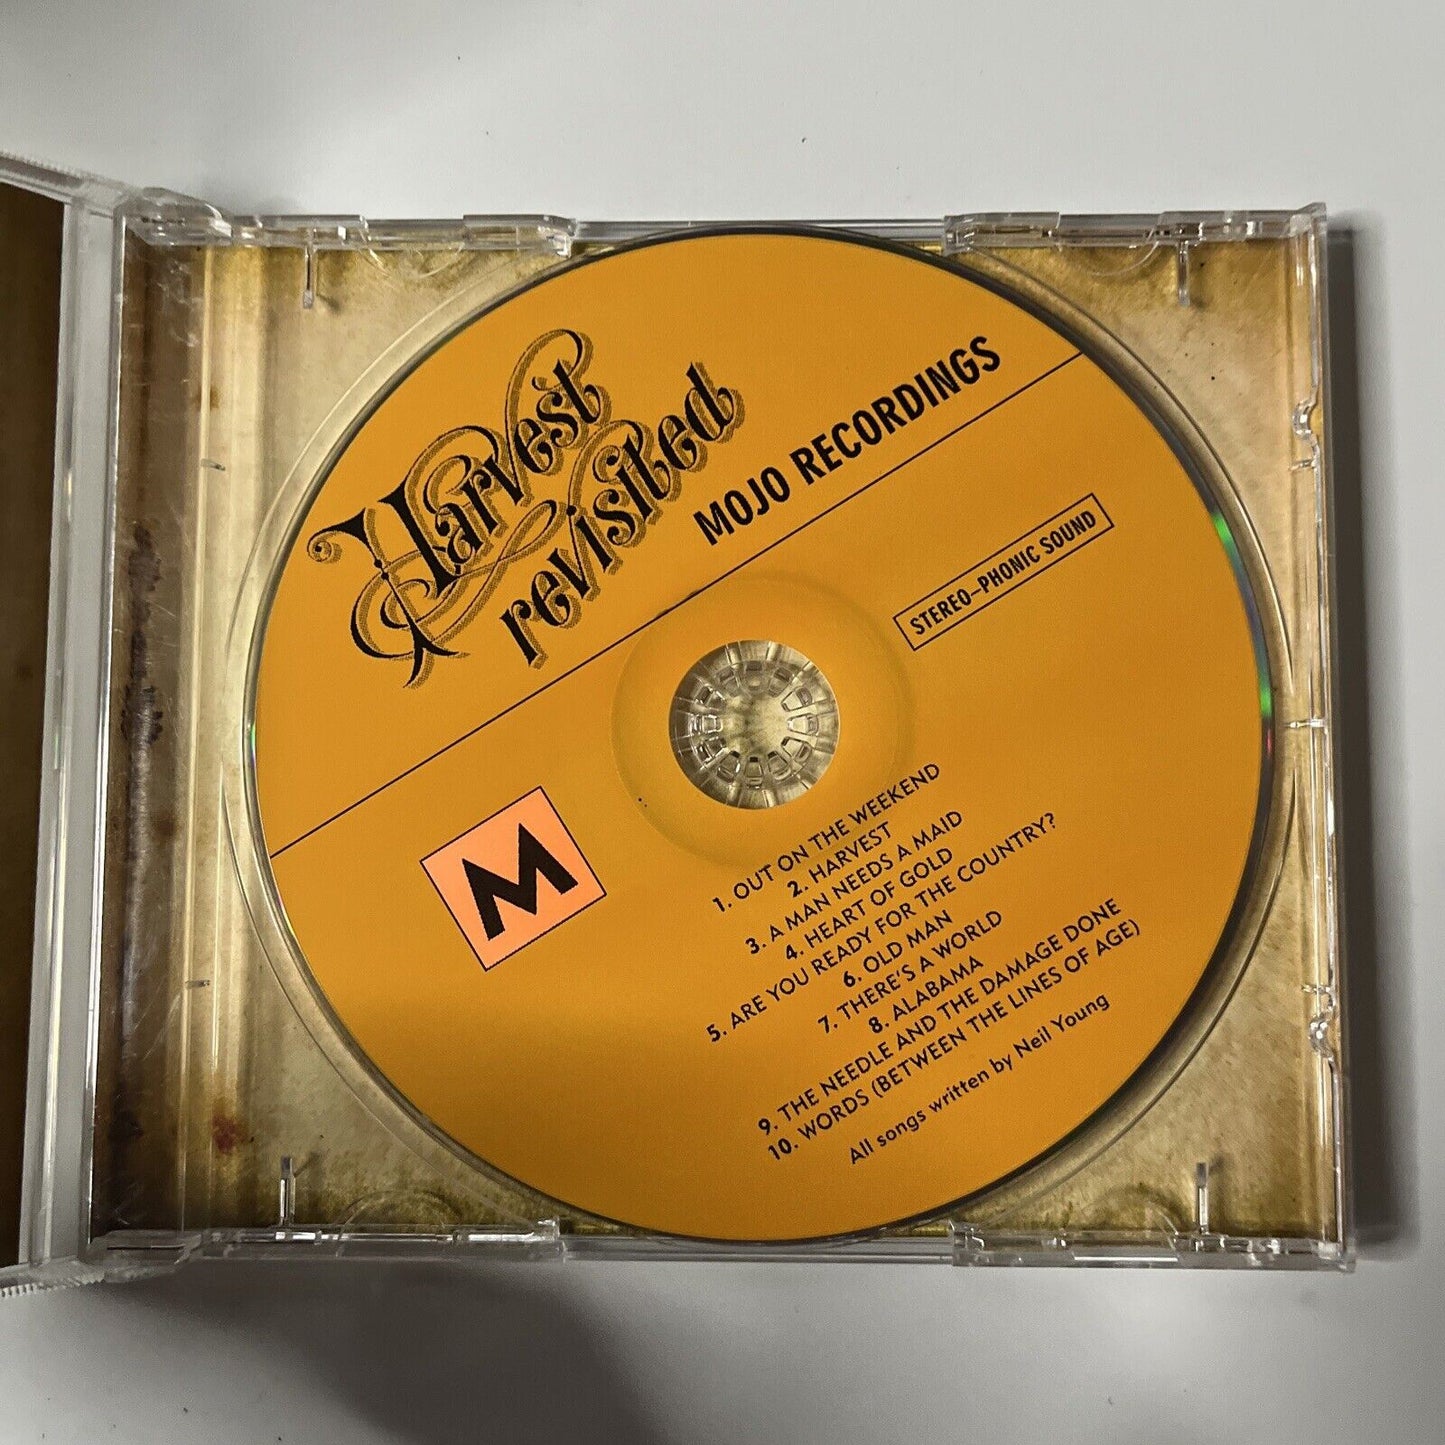 Harvest
revisited
MOJO RECORDINGS
STEREO-PHONIC SOUND
M
1. OUT ON THE WEEKEND
2. HARVEST
3. A MAN NEEDS A MAID
4. HEART OF GOLD
5. ARE YOU READY FOR THE COUNTRY?
6. OLD MAN
7. THERE'S A WORLD
8. ALABAMA
9. THE NEEDLE AND THE DAMAGE DONE
10. WORDS (BETWEEN THE LINES OF AGE)
All songs written by Neil Young